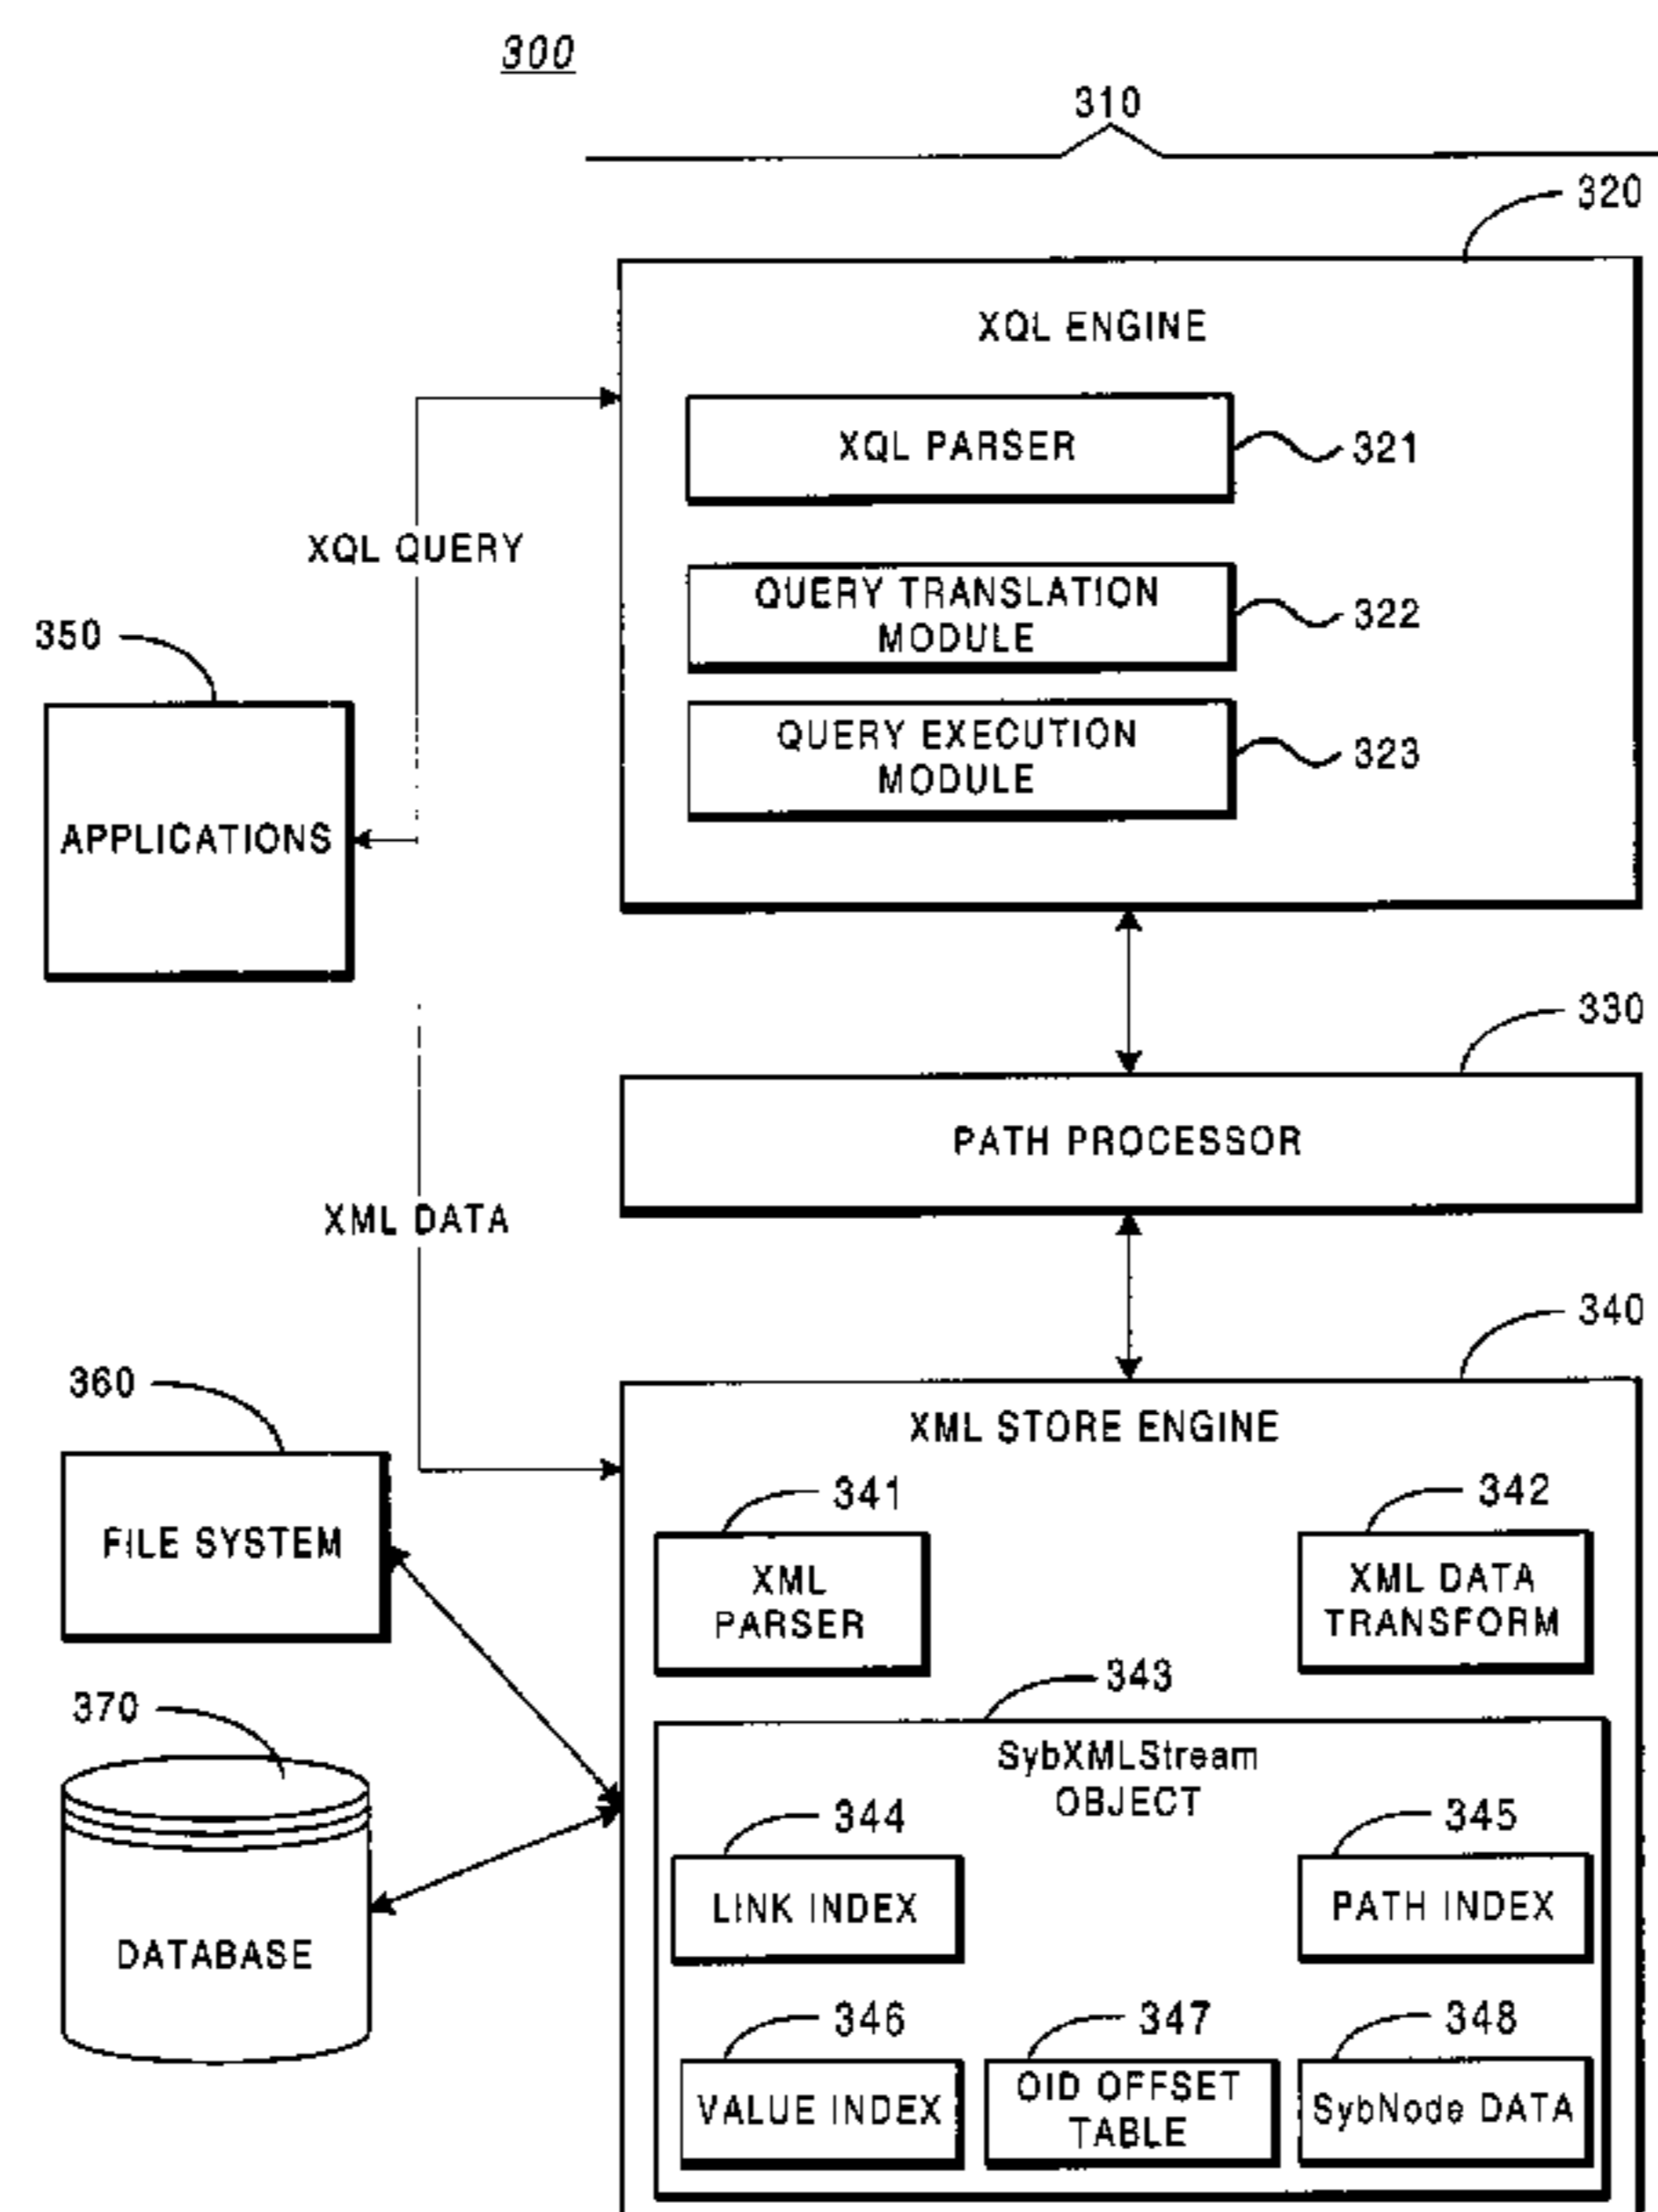 300
310
320
XQL ENGINE
XQL PARSER
321
XQL QUERY
QUERY TRANSLATION
MODULE
322
350
QUERY EXECUTION
MODULE
323
APPLICATIONS
330
PATH PROCESSOR
XML DATA
340
360
XML STORE ENGINE
341
342
FILE SYSTEM
XML
PARSER
XML DATA
TRANSFORM
343
370
SybXMLStream
OBJECT
344
345
LINK INDEX
PATH INDEX
DATABASE
346
347
348
VALUE INDEX
OID OFFSET
TABLE
SybNode DATA